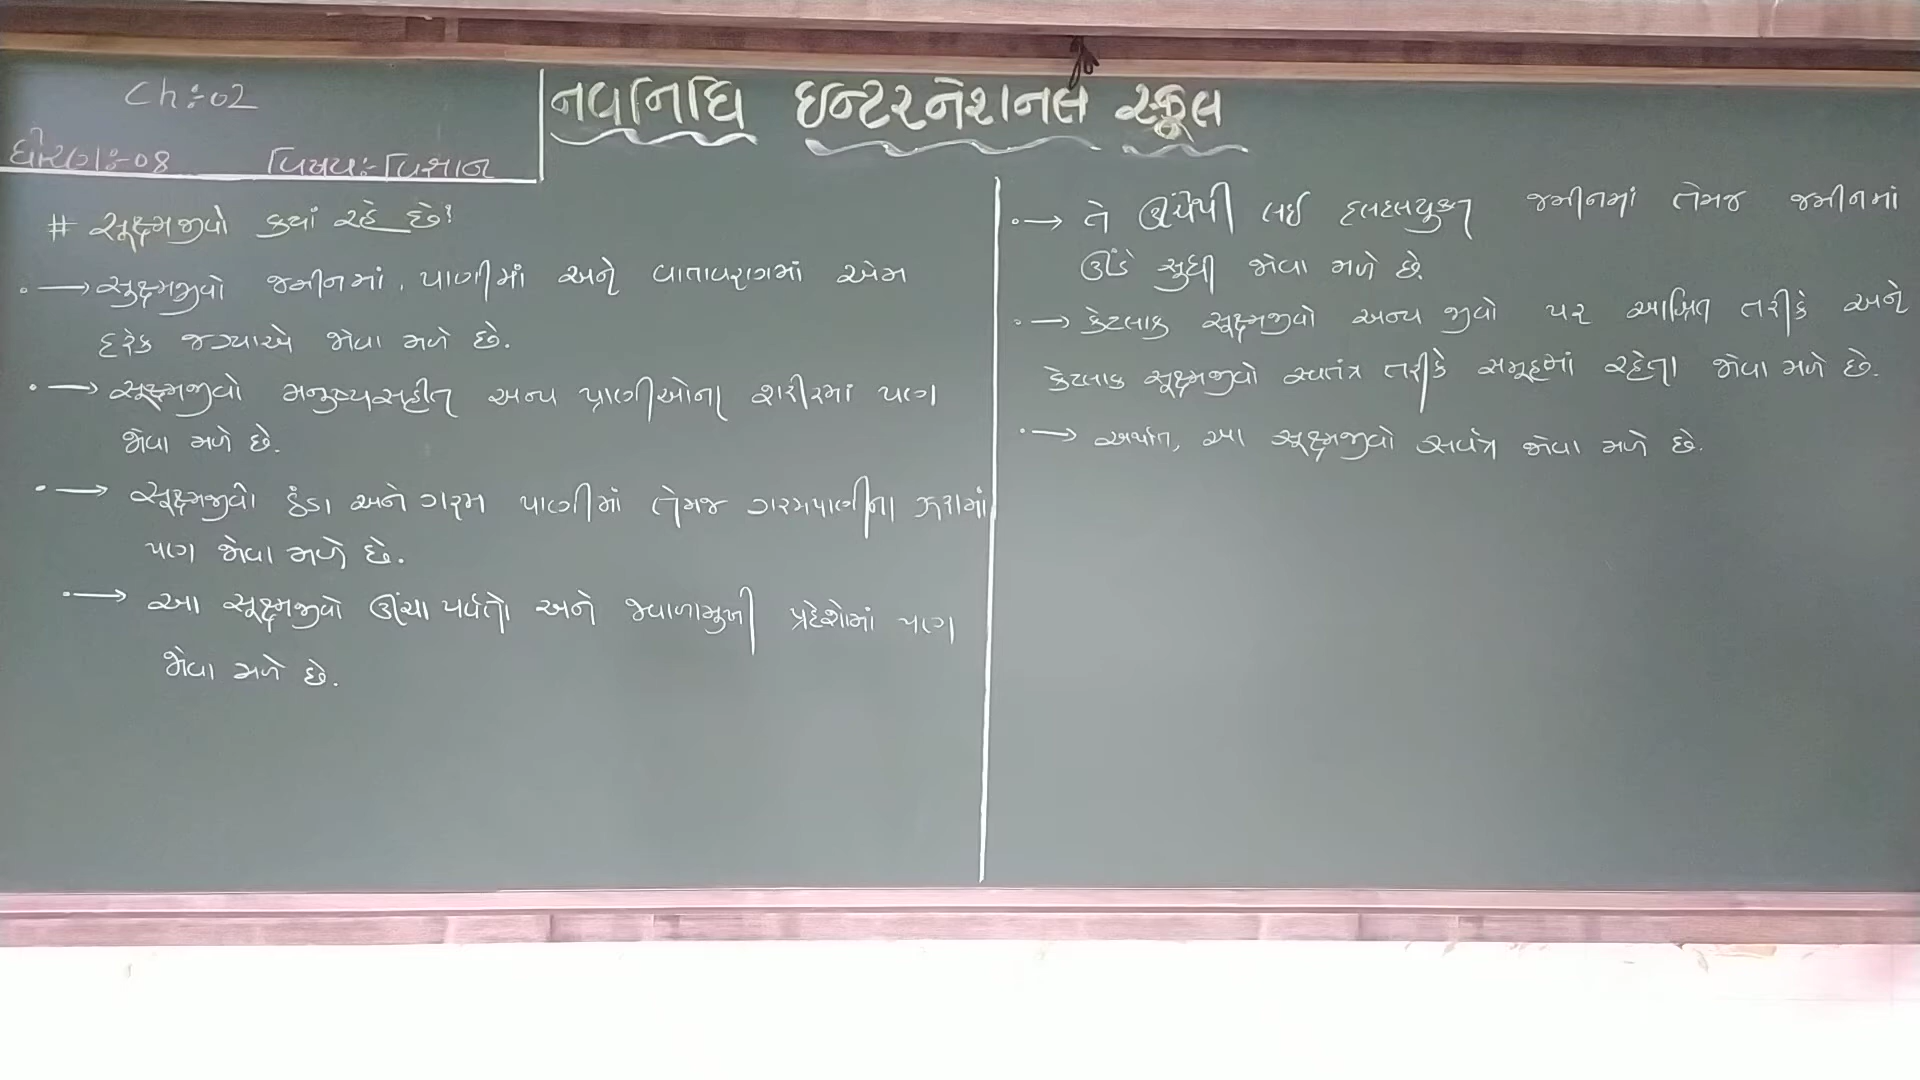 Ch:-02
નવનિધિ ઇન્ટરનેશનલ સ્કૂલ
ધોરણ:-08 વિષય:-વિજ્ઞાન
# સૂક્ષ્મજીવો ક્યાં રહે છે?
→ સુક્ષ્મજીવો જમીનમાં, પાણીમાં અને વાતાવરણમાં એમ
દરેક જગ્યાએ જોવા મળે છે.
→ સૂક્ષ્મજીવો મનુષ્યસહીત અન્ય પ્રાણીઓના શરીરમાં પણ
જોવા મળે છે.
→ સૂક્ષ્મજીવો ઠંડા અને ગરમ પાણીમાં તેમજ ગરમપાણીના ઝરામાં
પણ જોવા મળે છે.
→ આ સૂક્ષ્મજીવો ઊંચા પર્વતો અને જ્વાળામુખી પ્રદેશોમાં પણ
જોવા મળે છે.
→ તે ઊંચેથી લઈ દલદલયુક્ત જમીનમાં તેમજ જમીનમાં
ઊંડે સુધી જોવા મળે છે.
→ કેટલાક સૂક્ષ્મજીવો અન્ય જીવો પર આશ્રિત તરીકે અને
કેટલાક સૂક્ષ્મજીવો સ્વતંત્ર તરીકે સમૂહમાં રહેતા જોવા મળે છે.
→ અર્થાત, આ સૂક્ષ્મજીવો સર્વત્ર જોવા મળે છે.